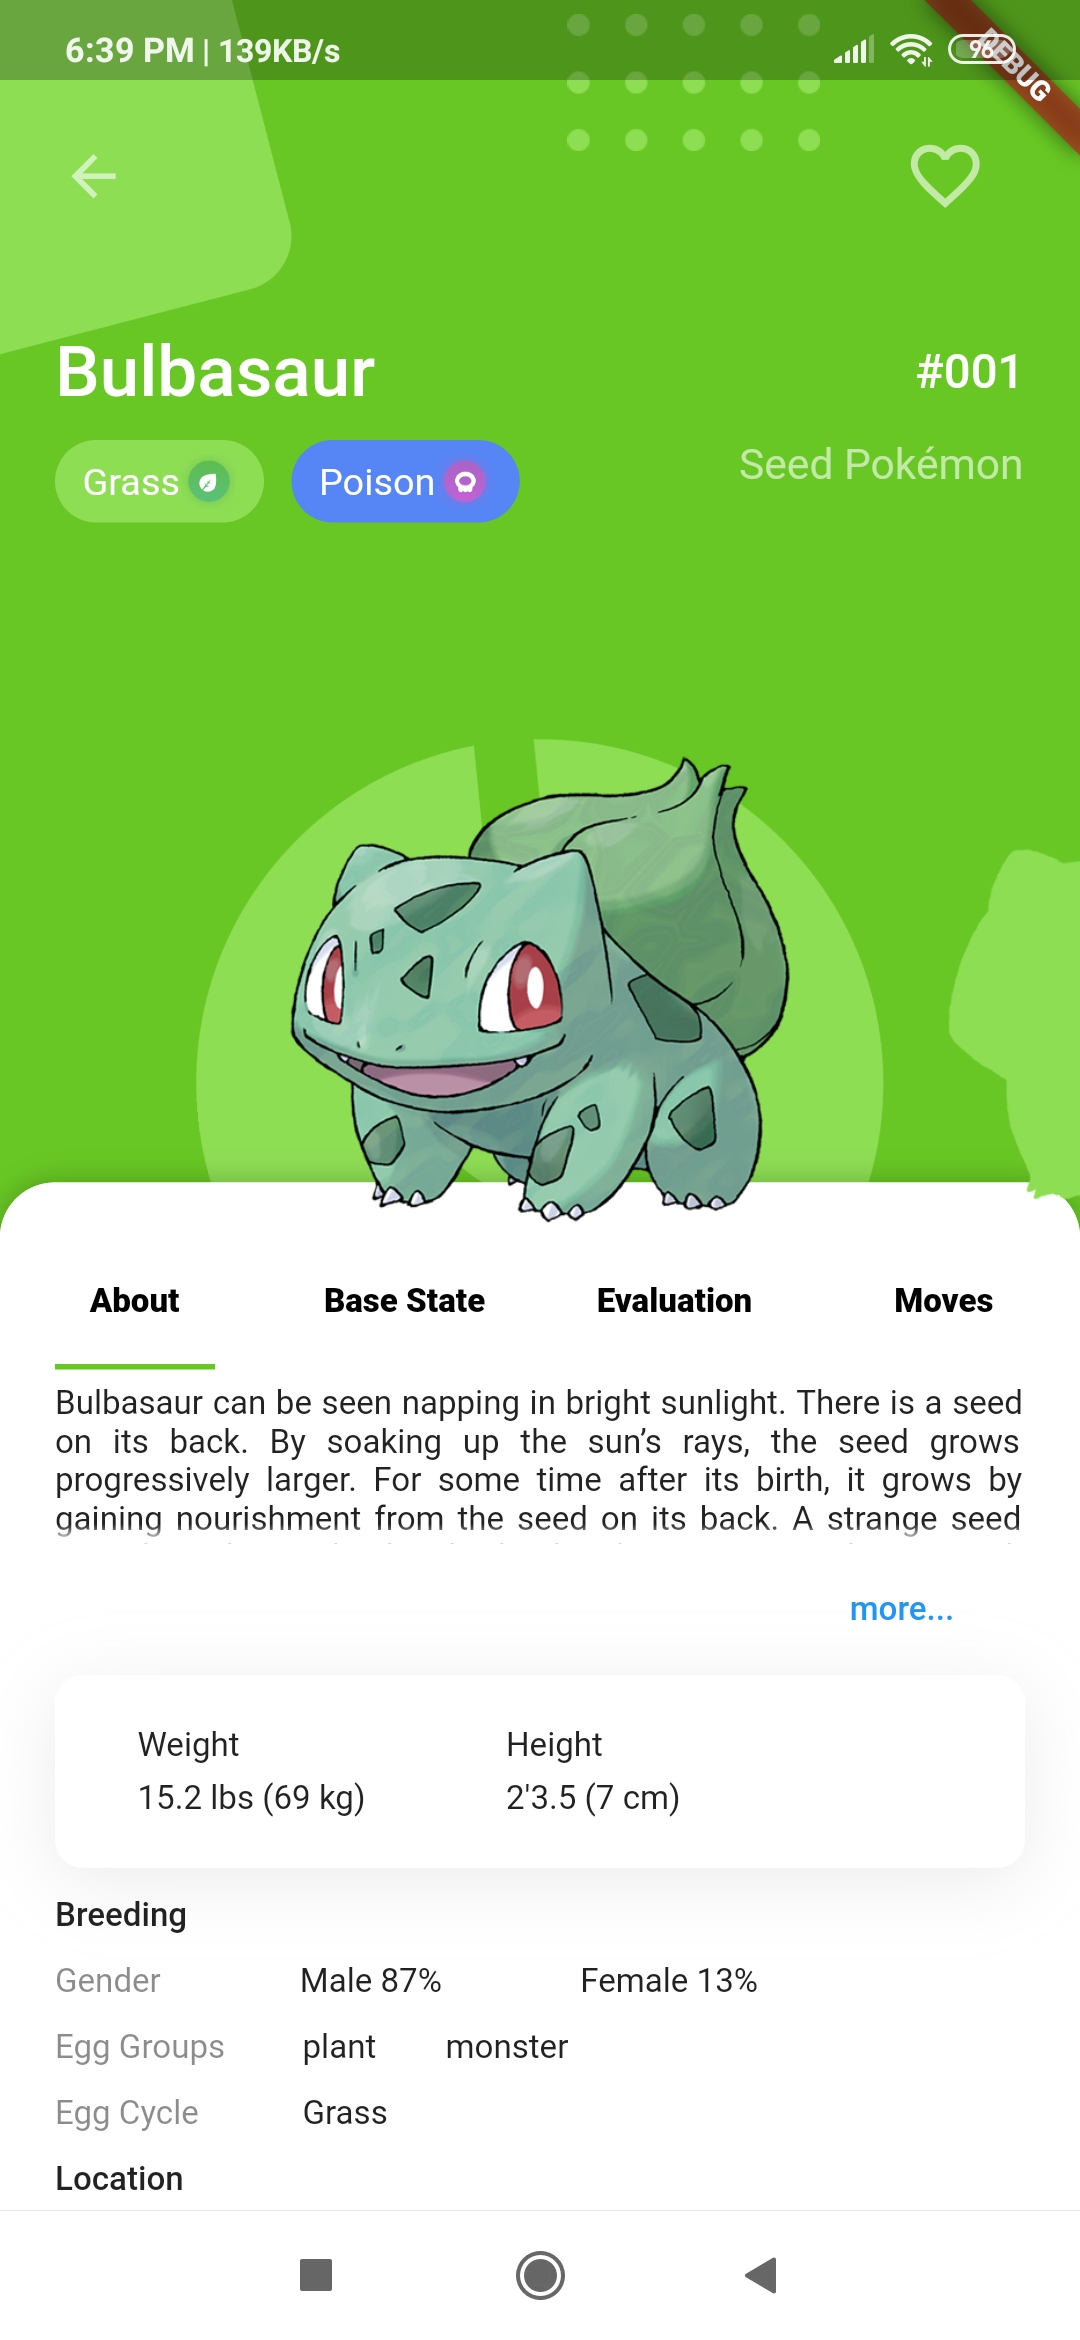 6:39 PM | 139KB/s
96
DEBUG
Bulbasaur
#001
Grass
Poison
Seed Pokémon
About
Base State
Evaluation
Moves
Bulbasaur can be seen napping in bright sunlight. There is a seed
on its back. By soaking up the sun’s rays, the seed grows
progressively larger. For some time after its birth, it grows by
gaining nourishment from the seed on its back. A strange seed
more...
Weight
Height
15.2 lbs (69 kg)
2'3.5 (7 cm)
Breeding
Gender
Male 87%
Female 13%
Egg Groups
plant
monster
Egg Cycle
Grass
Location